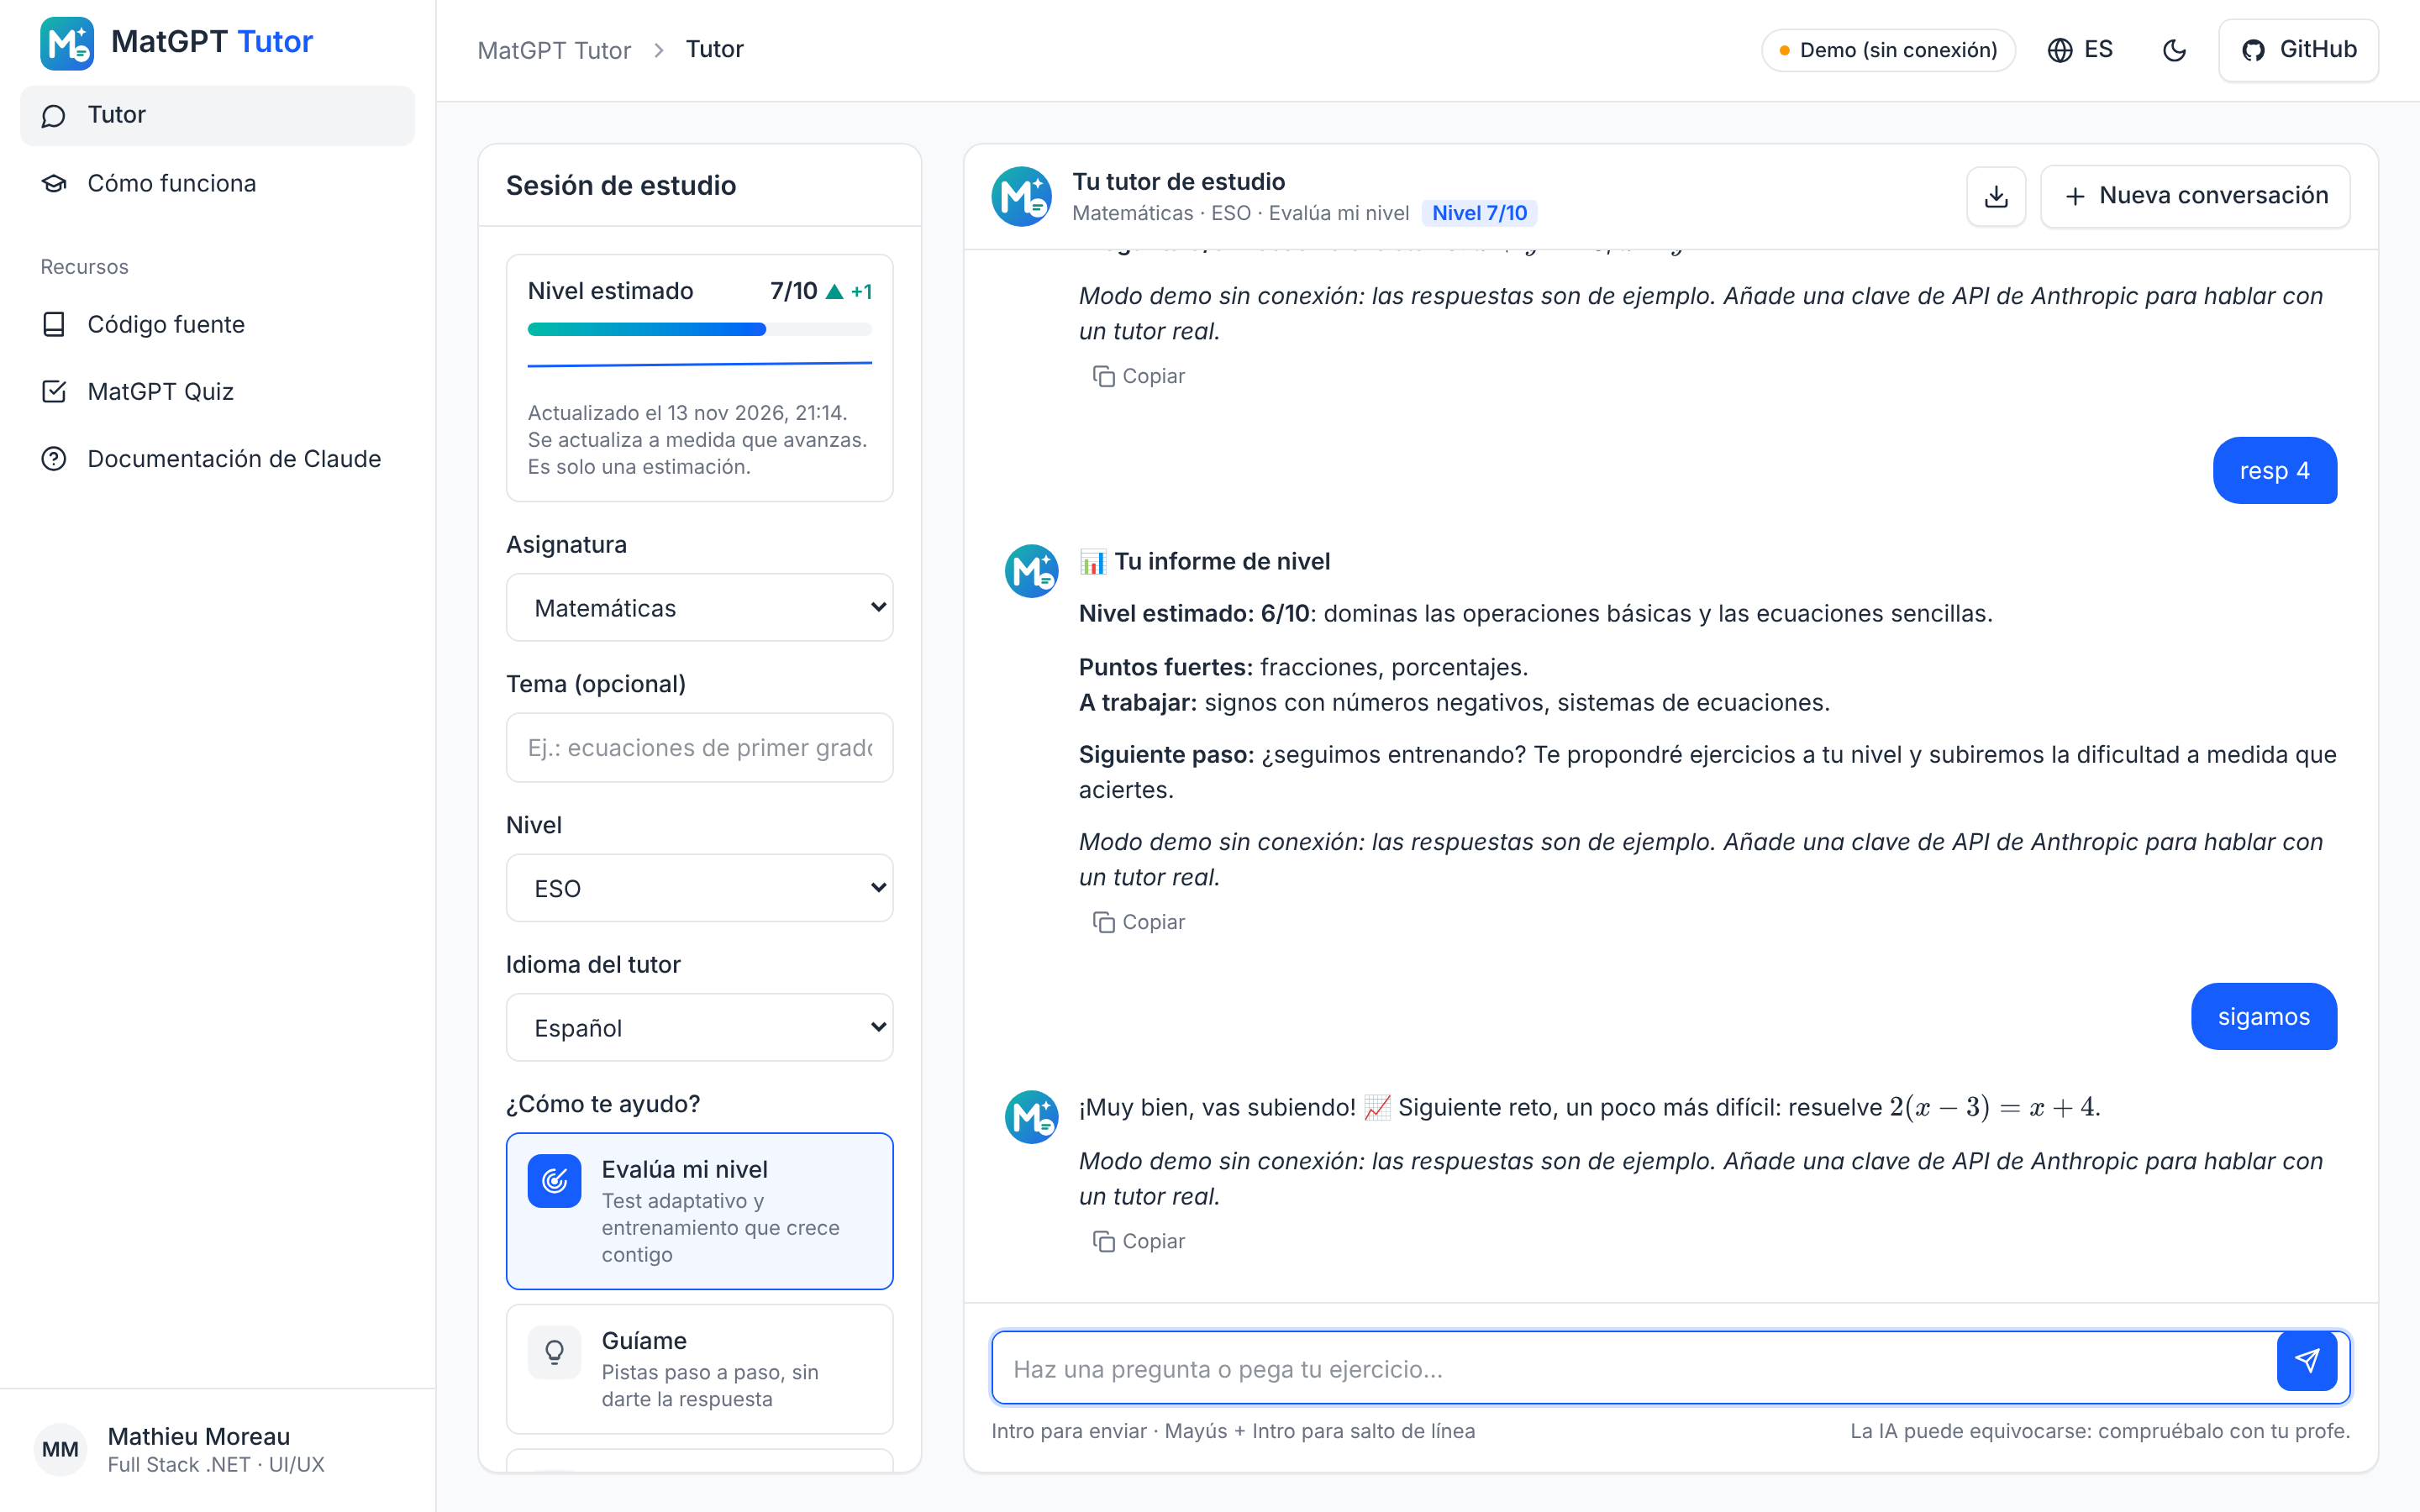 MatGPT Tutor
Tutor
Cómo funciona
Recursos
Código fuente
MatGPT Quiz
Documentación de Claude
MM
Mathieu Moreau
Full Stack .NET · UI/UX
MatGPT Tutor > Tutor
Demo (sin conexión)
ES
GitHub
Sesión de estudio
Nivel estimado 7/10 ▲ +1
Actualizado el 13 nov 2026, 21:14.
Se actualiza a medida que avanzas.
Es solo una estimación.
Asignatura
Matemáticas
Tema (opcional)
Ej.: ecuaciones de primer grado
Nivel
ESO
Idioma del tutor
Español
¿Cómo te ayudo?
Evalúa mi nivel
Test adaptativo y
entrenamiento que crece
contigo
Guíame
Pistas paso a paso, sin
darte la respuesta
Tu tutor de estudio
Matemáticas · ESO · Evalúa mi nivel Nivel 7/10
+ Nueva conversación
Modo demo sin conexión: las respuestas son de ejemplo. Añade una clave de API de Anthropic para hablar con
un tutor real.
Copiar
resp 4
📊 Tu informe de nivel
Nivel estimado: 6/10: dominas las operaciones básicas y las ecuaciones sencillas.
Puntos fuertes: fracciones, porcentajes.
A trabajar: signos con números negativos, sistemas de ecuaciones.
Siguiente paso: ¿seguimos entrenando? Te propondré ejercicios a tu nivel y subiremos la dificultad a medida que
aciertes.
Modo demo sin conexión: las respuestas son de ejemplo. Añade una clave de API de Anthropic para hablar con
un tutor real.
Copiar
sigamos
¡Muy bien, vas subiendo! 📈 Siguiente reto, un poco más difícil: resuelve 2(x − 3) = x + 4.
Modo demo sin conexión: las respuestas son de ejemplo. Añade una clave de API de Anthropic para hablar con
un tutor real.
Copiar
Haz una pregunta o pega tu ejercicio...
Intro para enviar · Mayús + Intro para salto de línea
La IA puede equivocarse: compruébalo con tu profe.